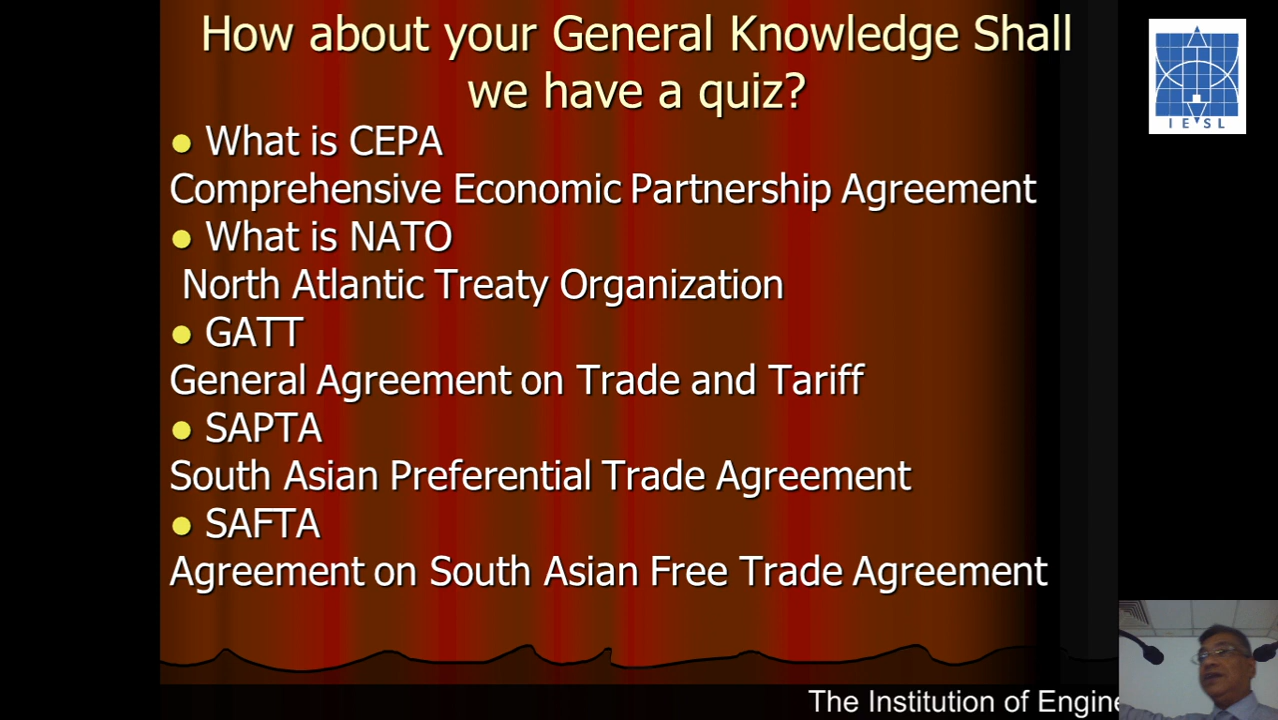 How about your General Knowledge Shall
we have a quiz?
What is CEPA
Comprehensive Economic Partnership Agreement
What is NATO
North Atlantic Treaty Organization
GATT
General Agreement on Trade and Tariff
SAPTA
South Asian Preferential Trade Agreement
SAFTA
Agreement on South Asian Free Trade Agreement
IESL
The Institution of